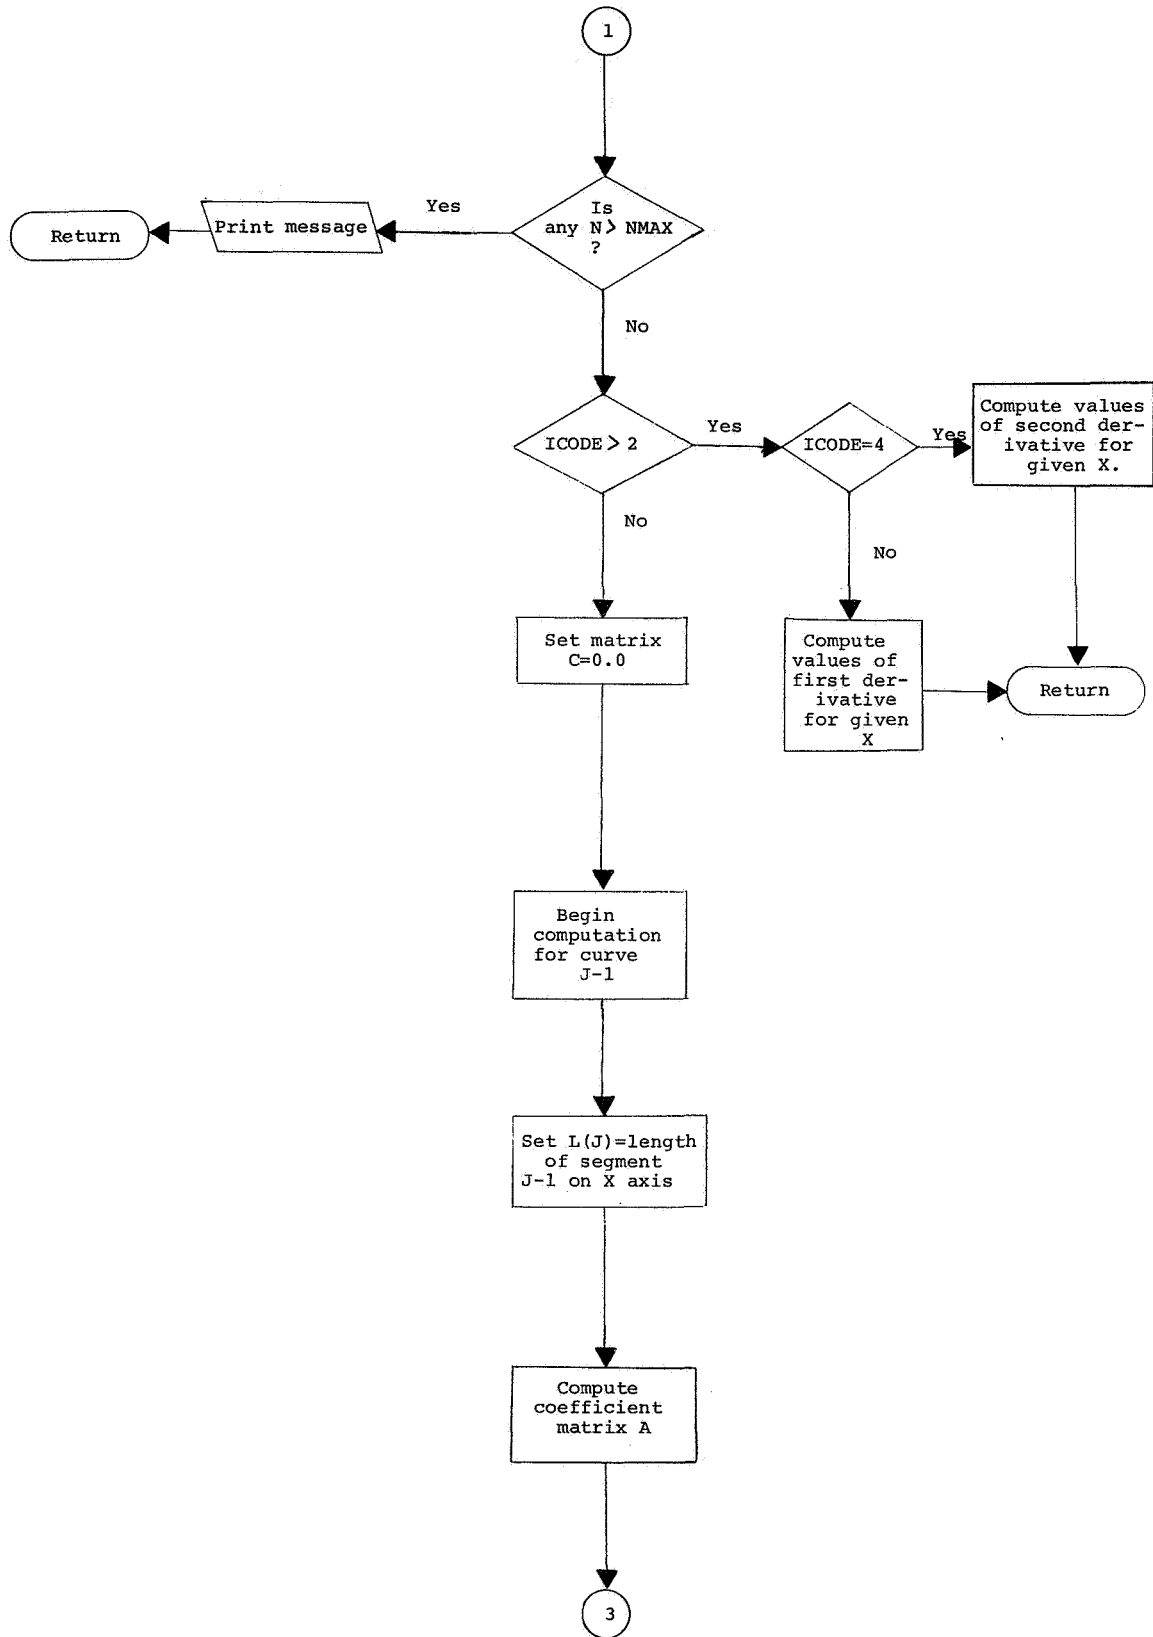 1
Is
any N > NMAX
?
Yes
Print message
Return
No
ICODE > 2
Yes
ICODE=4
Yes
Compute values
of second der-
ivative for
given X.
No
No
Set matrix
C=0.0
Compute
values of
first der-
ivative
for given
X
Return
Begin
computation
for curve
J-1
Set L(J)=length
of segment
J-1 on X axis
Compute
coefficient
matrix A
3